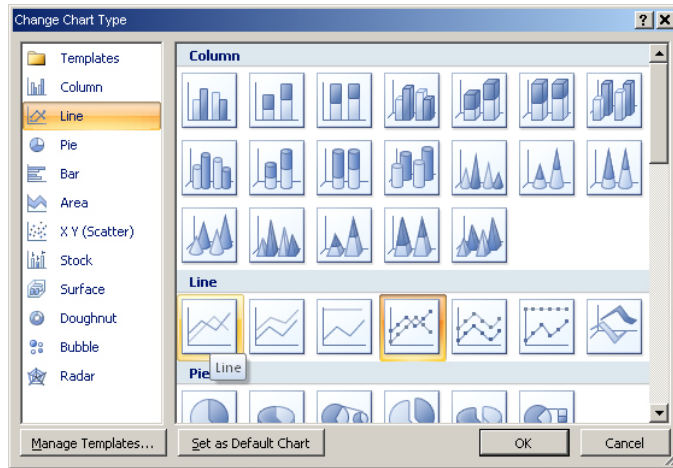 Change Chart Type
Templates
Column
Line
Pie
Bar
Area
X Y (Scatter)
Stock
Surface
Doughnut
Bubble
Radar
Column
Line
Line
Pie
Manage Templates...
Set as Default Chart
OK
Cancel